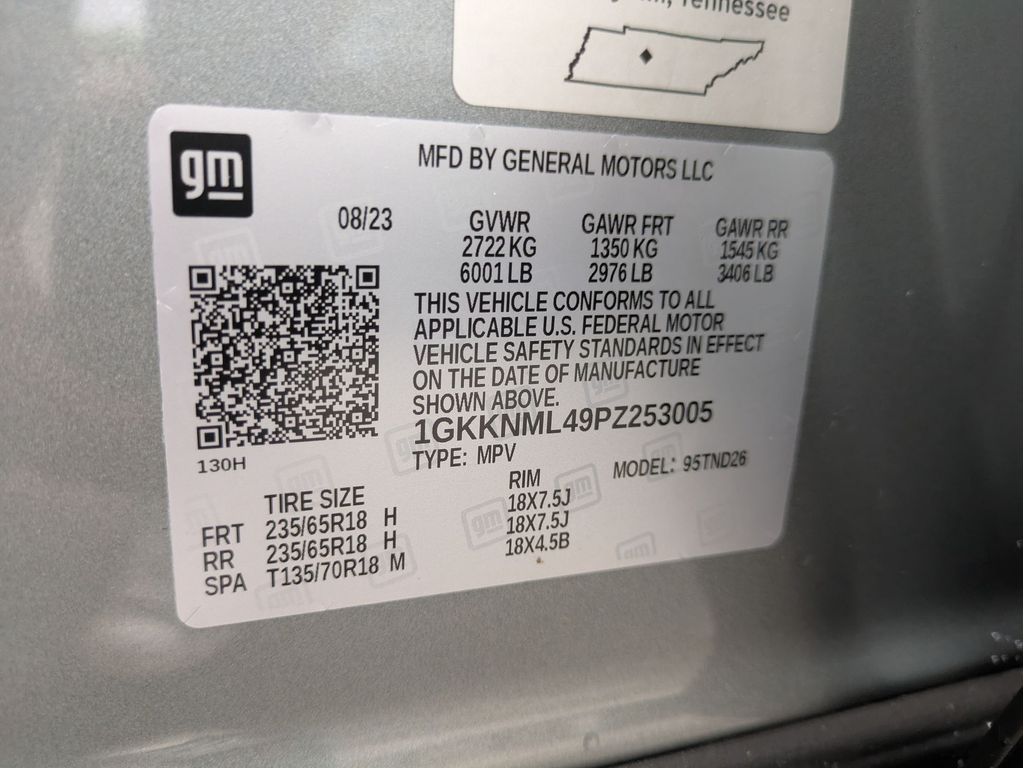 Tennessee
gm
MFD BY GENERAL MOTORS LLC
08/23 GVWR GAWR FRT GAWR RR
2722 KG 1350 KG 1545 KG
6001 LB 2976 LB 3406 LB
THIS VEHICLE CONFORMS TO ALL
APPLICABLE U.S. FEDERAL MOTOR
VEHICLE SAFETY STANDARDS IN EFFECT
ON THE DATE OF MANUFACTURE
SHOWN ABOVE.
1GKKNML49PZ253005
130H
TYPE: MPV MODEL: 95TND26
TIRE SIZE RIM
FRT 235/65R18 H 18X7.5J
RR 235/65R18 H 18X7.5J
SPA T135/70R18 M 18X4.5B